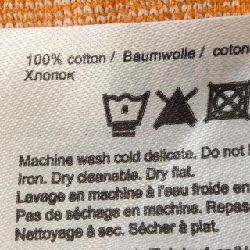 100% cotton / Baumwolle / coton
Хлопок
Machine wash cold delicate. Do not
Iron. Dry cleanable. Dry flat.
Lavage en machine à l'eau froide en
Pas de séchage en machine. Repas
Nettoyage à sec. Sécher à plat.